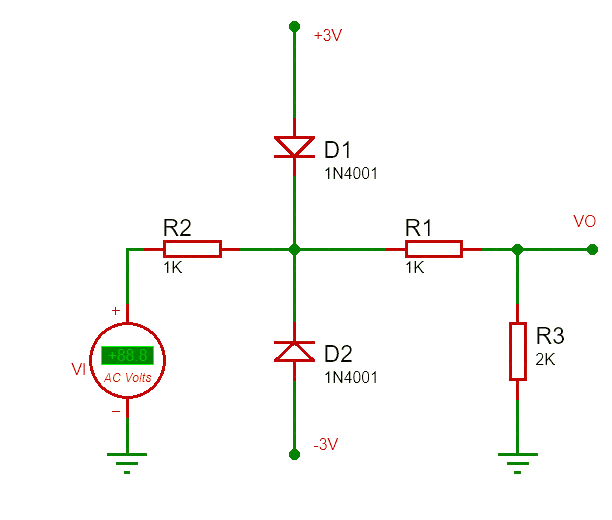 +3V
D1
1N4001
R2
1K
R1
1K
VO
+
+88.8
VI
AC Volts
−
D2
1N4001
R3
2K
-3V